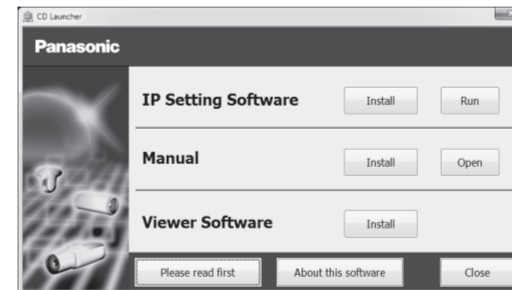 CD Launcher
Panasonic
IP Setting Software Install Run
Manual Install Open
Viewer Software Install
Please read first About this software Close